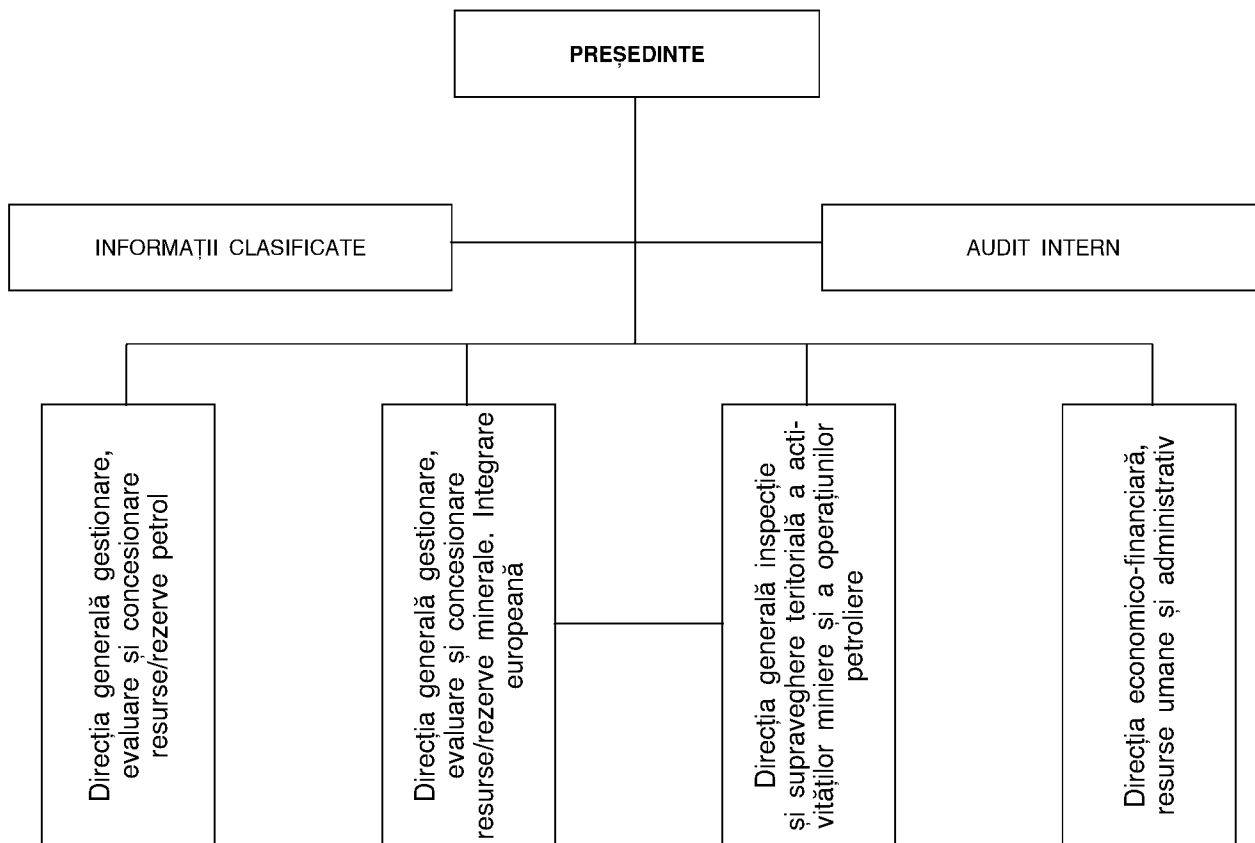 PREȘEDINTE
INFORMAȚII CLASIFICATE
AUDIT INTERN
Direcția generală gestionare,
evaluare și concesionare
resurse/rezerve petrol
Direcția generală gestionare,
evaluare și concesionare
resurse/rezerve minerale. Integrare
europeană
Direcția generală inspecție
și supraveghere teritorială a acti-
vităților miniere și a operațiunilor
petroliere
Direcția economico-financiară,
resurse umane și administrativ